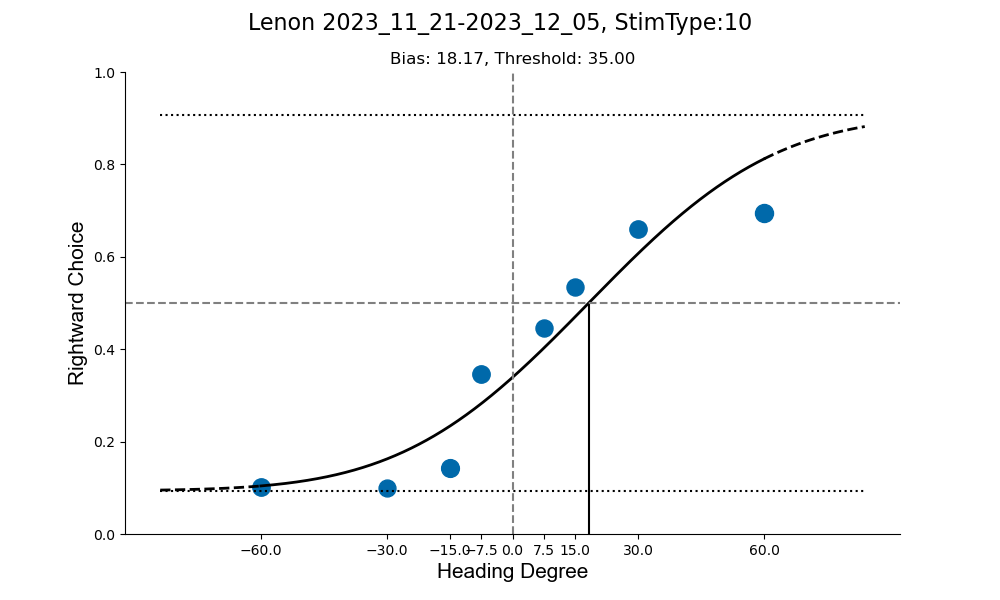 Lenon 2023_11_21-2023_12_05, StimType:10
Bias: 18.17, Threshold: 35.00
1.0
0.8
0.6
0.4
0.2
0.0
Rightward Choice
−60.0 −30.0 −15.0 −7.5 0.0 7.5 15.0 30.0 60.0
Heading Degree